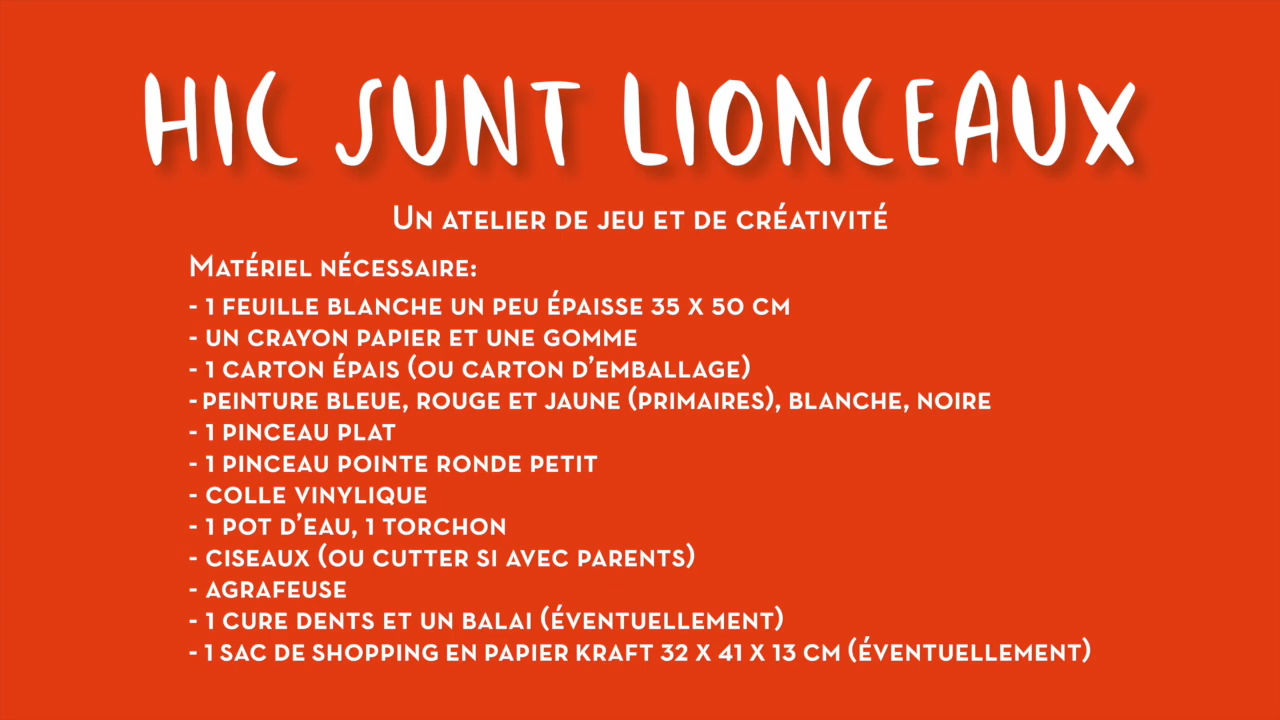 HIC SUNT LIONCEAUX
UN ATELIER DE JEU ET DE CRÉATIVITÉ
MATÉRIEL NÉCESSAIRE:
- 1 FEUILLE BLANCHE UN PEU ÉPAISSE 35 X 50 CM
- UN CRAYON PAPIER ET UNE GOMME
- 1 CARTON ÉPAIS (OU CARTON D'EMBALLAGE)
- PEINTURE BLEUE, ROUGE ET JAUNE (PRIMAIRES), BLANCHE, NOIRE
- 1 PINCEAU PLAT
- 1 PINCEAU POINTE RONDE PETIT
- COLLE VINYLIQUE
- 1 POT D'EAU, 1 TORCHON
- CISEAUX (OU CUTTER SI AVEC PARENTS)
- AGRAFEUSE
- 1 CURE DENTS ET UN BALAI (ÉVENTUELLEMENT)
- 1 SAC DE SHOPPING EN PAPIER KRAFT 32 X 41 X 13 CM (ÉVENTUELLEMENT)